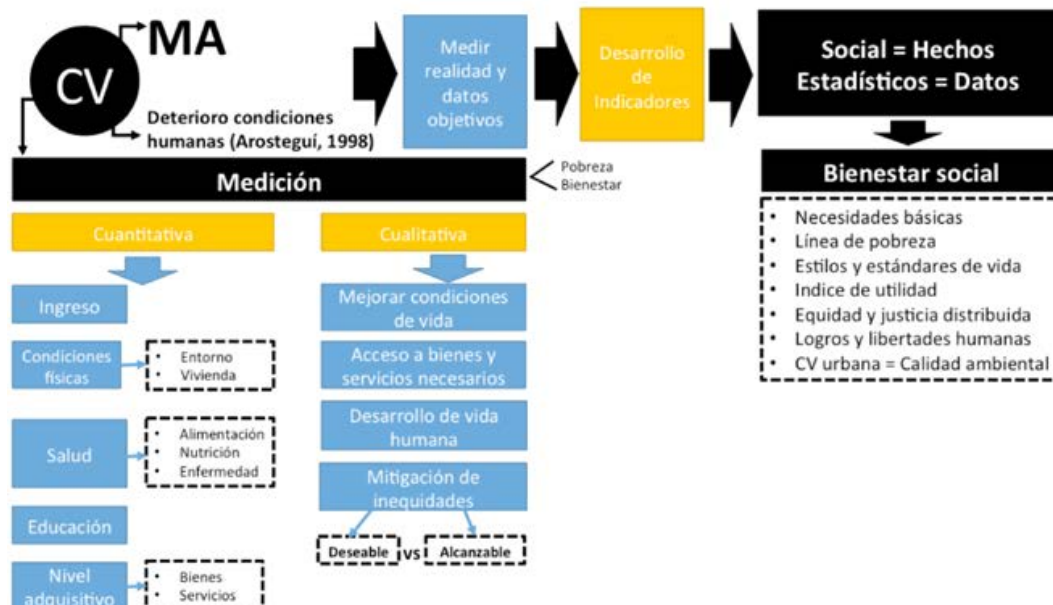 CV
MA
Deterioro condiciones
humanas (Arosteguí, 1998)
Medir
realidad y
datos
objetivos
Desarrollo
de
Indicadores
Social = Hechos
Estadísticos = Datos
Medición
Pobreza
Bienestar
Cuantitativa
Ingreso
Condiciones
físicas
• Entorno
• Vivienda
Salud
• Alimentación
• Nutrición
• Enfermedad
Educación
Nivel
adquisitivo
• Bienes
• Servicios
Cualitativa
Mejorar condiciones
de vida
Acceso a bienes y
servicios necesarios
Desarrollo de vida
humana
Mitigación de
inequidades
Deseable vs Alcanzable
Bienestar social
• Necesidades básicas
• Línea de pobreza
• Estilos y estándares de vida
• Indice de utilidad
• Equidad y justicia distribuida
• Logros y libertades humanas
• CV urbana = Calidad ambiental